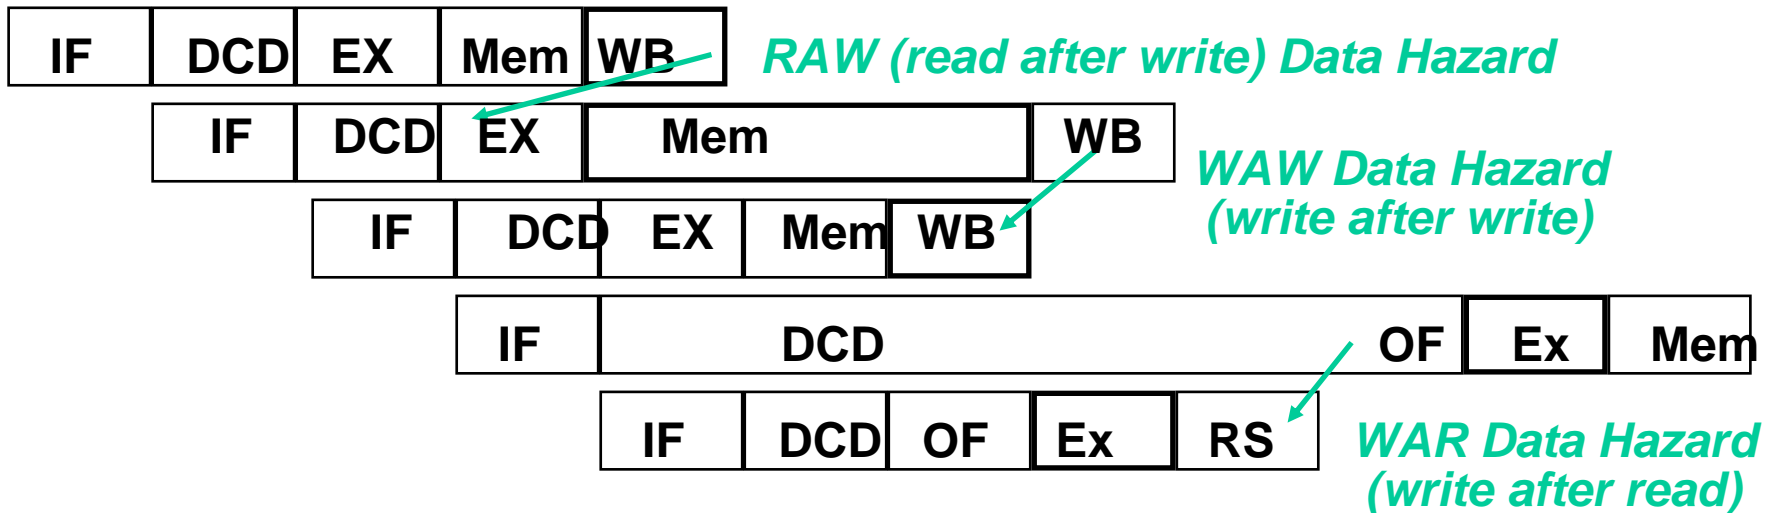 IF DCD EX Mem WB RAW (read after write) Data Hazard
IF DCD EX Mem WB
WAW Data Hazard
(write after write)
IF DCD EX Mem WB
IF DCD OF Ex Mem
IF DCD OF Ex RS
WAR Data Hazard
(write after read)